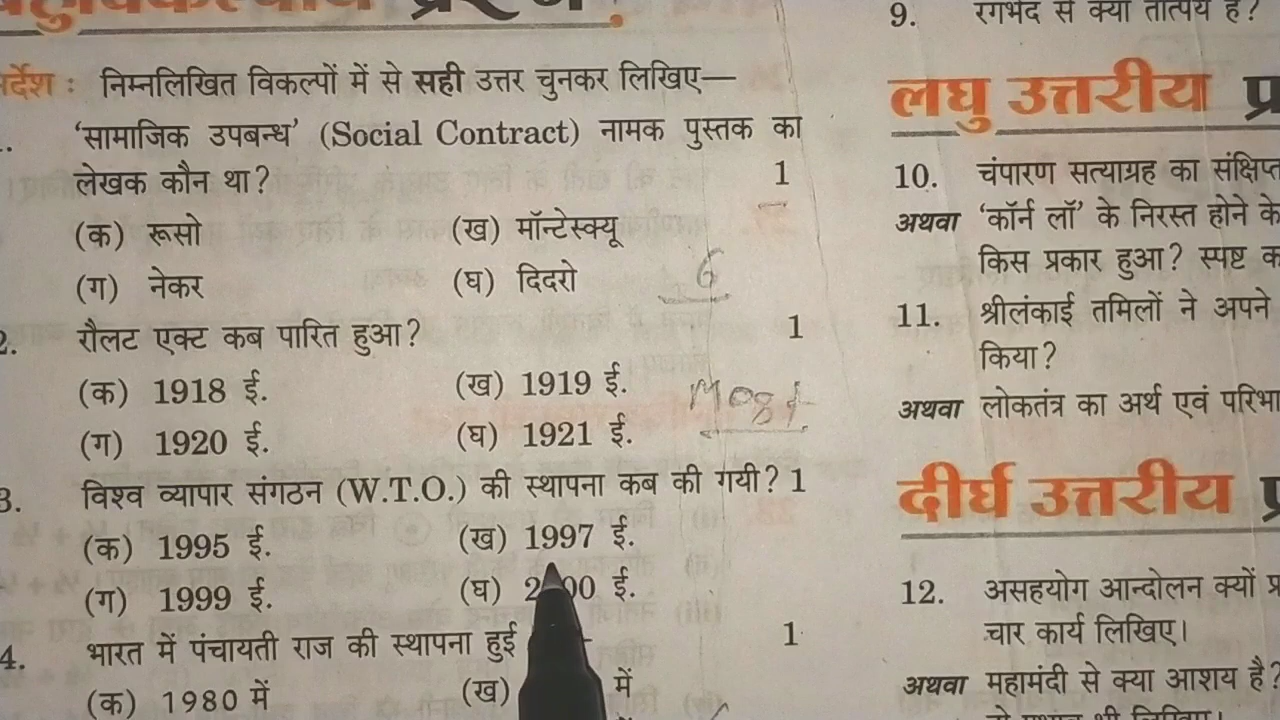 निम्नलिखित विकल्पों में से सही उत्तर चुनकर लिखिए—
'सामाजिक उपबन्ध' (Social Contract) नामक पुस्तक का
लेखक कौन था? 1
(क) रूसो (ख) मॉन्टेस्क्यू
(ग) नेकर (घ) दिदरो
6
रौलट एक्ट कब पारित हुआ? 1
(क) 1918 ई. (ख) 1919 ई.
(ग) 1920 ई. (घ) 1921 ई.
3. विश्व व्यापार संगठन (W.T.O.) की स्थापना कब की गयी? 1
(क) 1995 ई. (ख) 1997 ई.
(ग) 1999 ई. (घ) ई.
4. भारत में पंचायती राज की स्थापना हुई 1
(क) 1980 में (ख) में
9. रंगभेद से क्या तात्पर्य है?
लघु उत्तरीय
10. चंपारण सत्याग्रह का संक्षिप्त
अथवा 'कॉर्न लॉ' के निरस्त होने के
किस प्रकार हुआ? स्पष्ट
11. श्रीलंकाई तमिलों ने अपने
किया?
अथवा लोकतंत्र का अर्थ एवं
दीर्घ उत्तरीय
12. असहयोग आन्दोलन क्यों
चार कार्य लिखिए।
अथवा महामंदी से क्या आशय है?